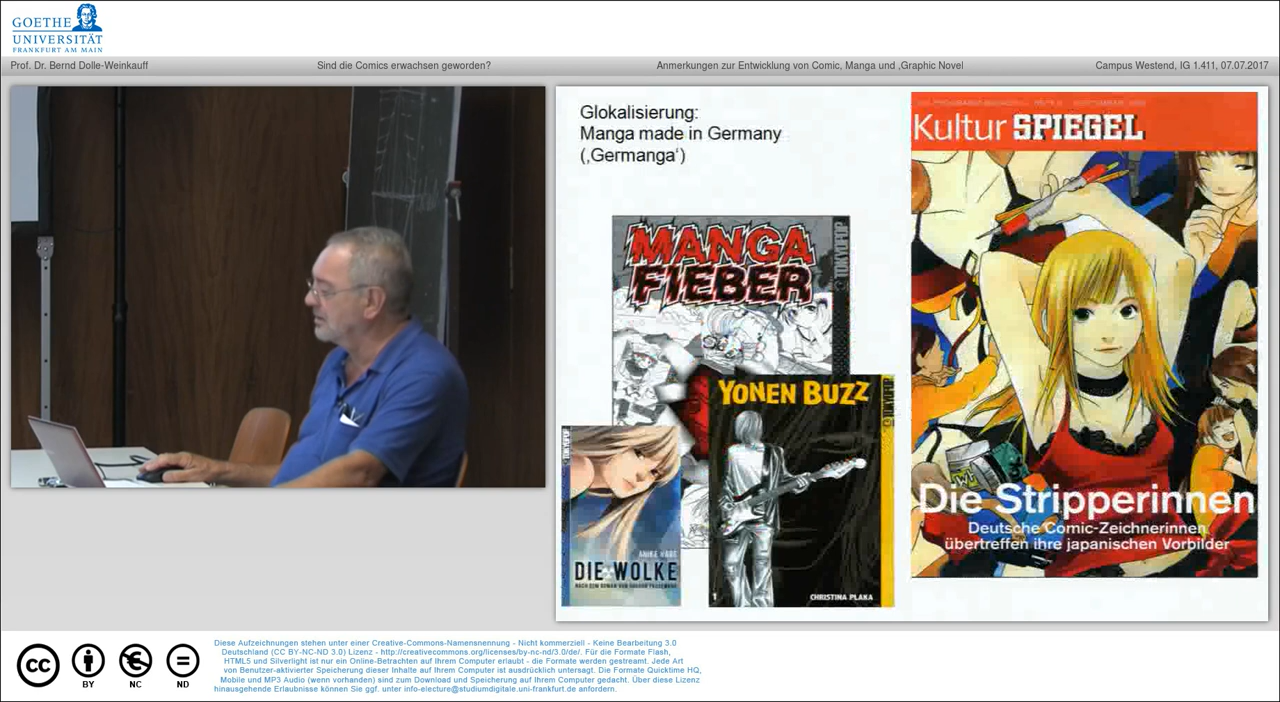 GOETHE
UNIVERSITÄT
FRANKFURT AM MAIN
Prof. Dr. Bernd Dolle-Weinkauff
Sind die Comics erwachsen geworden?
Anmerkungen zur Entwicklung von Comic, Manga und ‚Graphic Novel
Campus Westend, IG 1.411, 07.07.2017
Glokalisierung:
Manga made in Germany
(‚Germanga‘)
Kultur SPIEGEL
MANGA
FIEBER
TOKYOPOP
YONEN BUZZ
CHRISTINA PLAKA
1
DIE WOLKE
Die Stripperinnen
Deutsche Comic-Zeichnerinnen
übertreffen ihre japanischen Vorbilder
cc
BY
NC
ND
Diese Aufzeichnungen stehen unter einer Creative-Commons-Namensnennung - Nicht kommerziell - Keine Bearbeitung 3.0
Deutschland (CC BY-NC-ND 3.0) Lizenz - http://creativecommons.org/licenses/by-nc-nd/3.0/de/. Für die Formate Flash,
HTML5 und Silverlight ist nur ein Online-Betrachten auf Ihrem Computer erlaubt - die Formate werden gestreamt. Jede Art
von Benutzer-aktivierter Speicherung dieser Inhalte auf Ihrem Computer ist ausdrücklich untersagt. Die Formate Quicktime HQ,
Mobile und MP3 Audio (wenn vorhanden) sind zum Download und Speicherung auf Ihrem Computer gedacht. Über diese Lizenz
hinausgehende Erlaubnisse können Sie ggf. unter info-electure@studiumdigitale.uni-frankfurt.de anfordern.